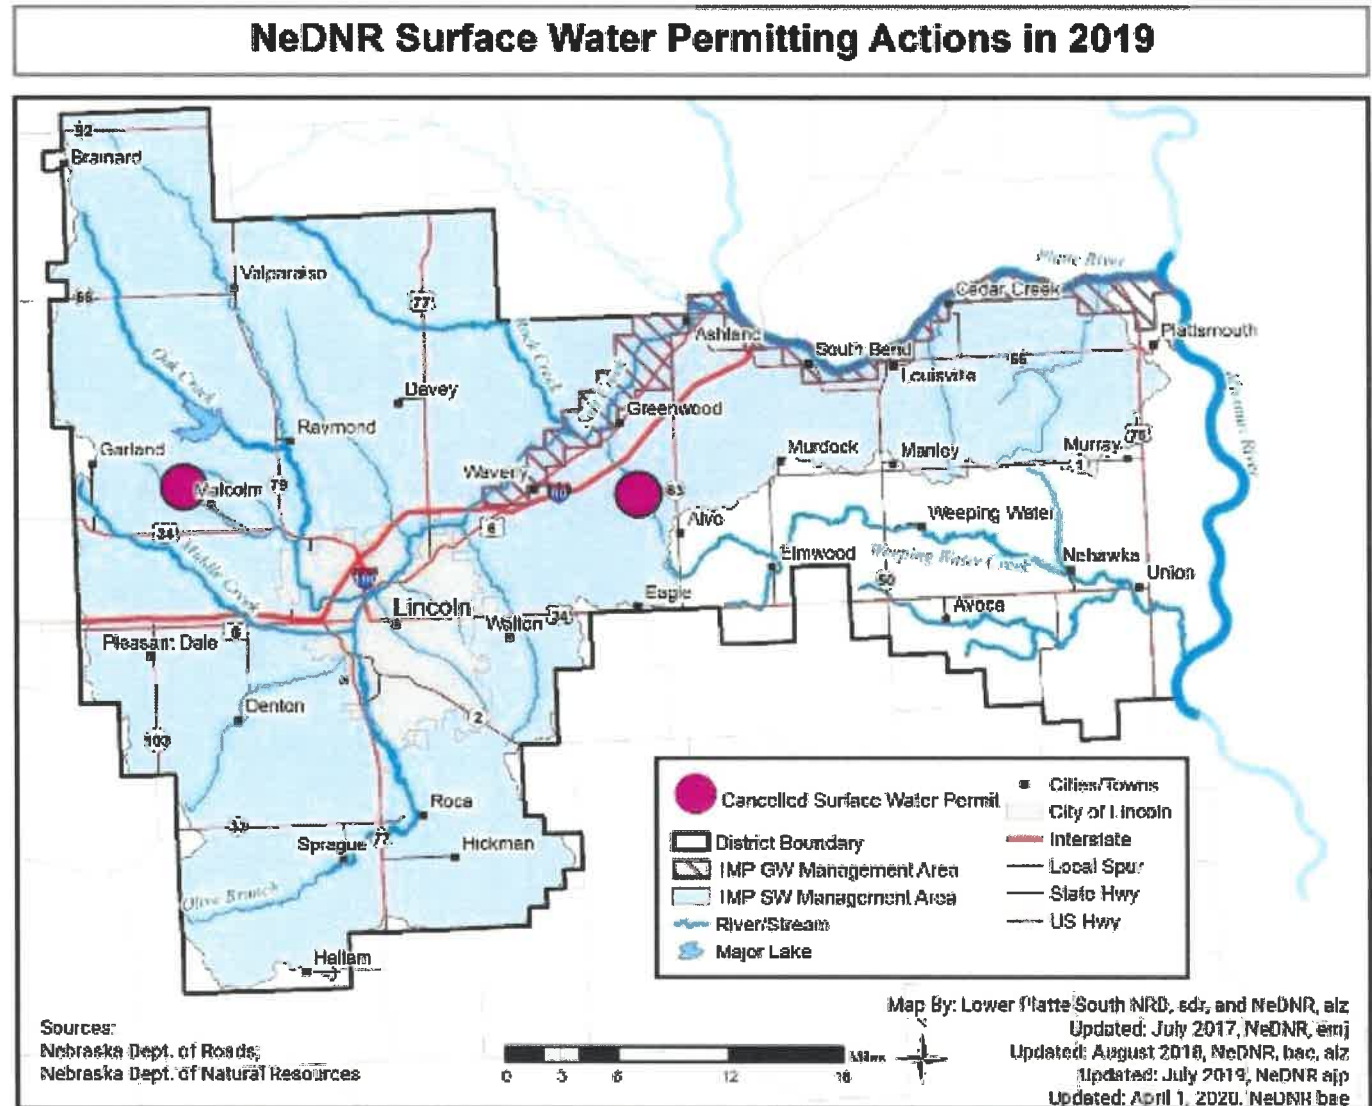 NeDNR Surface Water Permitting Actions in 2019
92
Brainard
Valparaiso
66
77
Platte River
Cedar Creek
Plattsmouth
Ashland
South Bend
Louisville
66
Oak Creek
Rock Creek
Davey
Greenwood
Missouri River
Raymond
Garland
Murdock
Manley
Murray
75
1
Waverly
80
63
Malcolm
79
Alvo
Weeping Water
34
6
Middle Creek
Elmwood
Weeping Water Creek
Nehawka
Union
180
50
Eagle
Avoca
Lincoln
Walton
34
6
Pleasant Dale
Denton
2
103
Roca
33
77
Sprague
Hickman
Olive Branch
Hallam
Cancelled Surface Water Permit
District Boundary
IMP GW Management Area
IMP SW Management Area
River/Stream
Major Lake
Cities/Towns
City of Lincoln
Interstate
Local Spur
State Hwy
US Hwy
Sources:
Nebraska Dept. of Roads,
Nebraska Dept. of Natural Resources
0 3 6 12 18 Miles
Map By: Lower Platte South NRD, sdr, and NeDNR, alz
Updated: July 2017, NeDNR, emj
Updated: August 2018, NeDNR, bae, alz
Updated: July 2019, NeDNR ajp
Updated: April 1, 2020. NeDNR bae